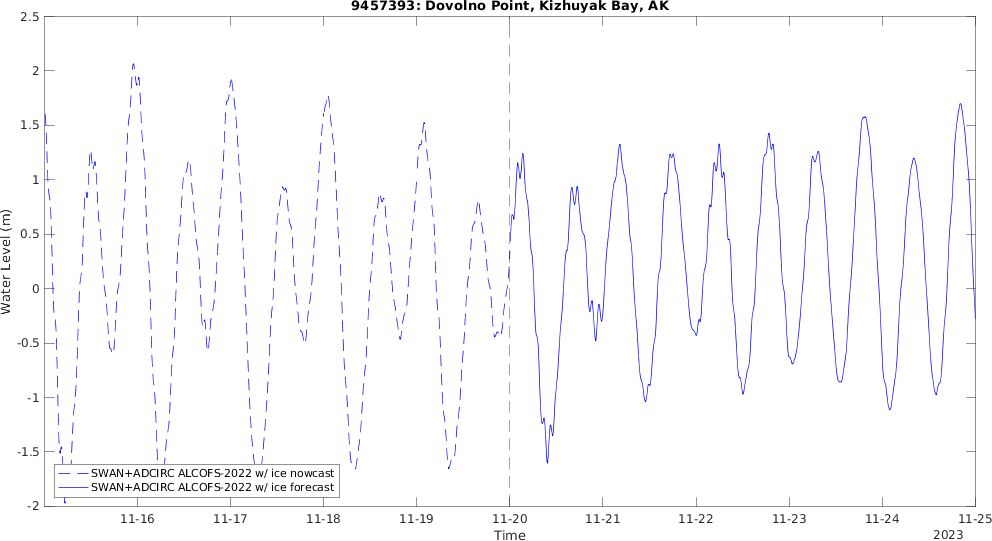 9457393: Dovolno Point, Kizhuyak Bay, AK
2.5
2
1.5
1
0.5
0
-0.5
-1
-1.5
-2
Water Level (m)
SWAN+ADCIRC ALCOFS-2022 w/ ice nowcast
SWAN+ADCIRC ALCOFS-2022 w/ ice forecast
11-16 11-17 11-18 11-19 11-20 11-21 11-22 11-23 11-24 11-25
Time
2023